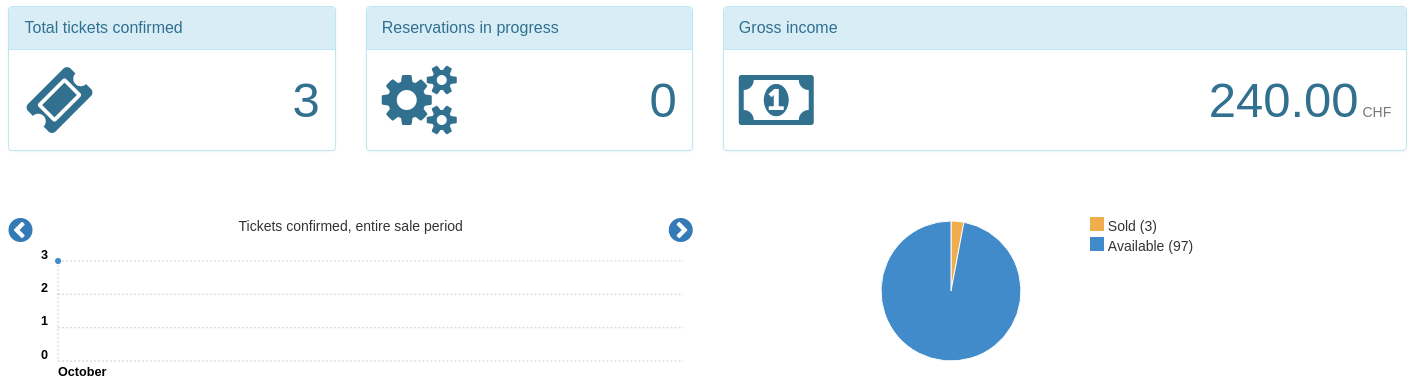 Total tickets confirmed
3
Reservations in progress
0
Gross income
1
240.00 CHF
Tickets confirmed, entire sale period
3
2
1
0
October
Sold (3)
Available (97)